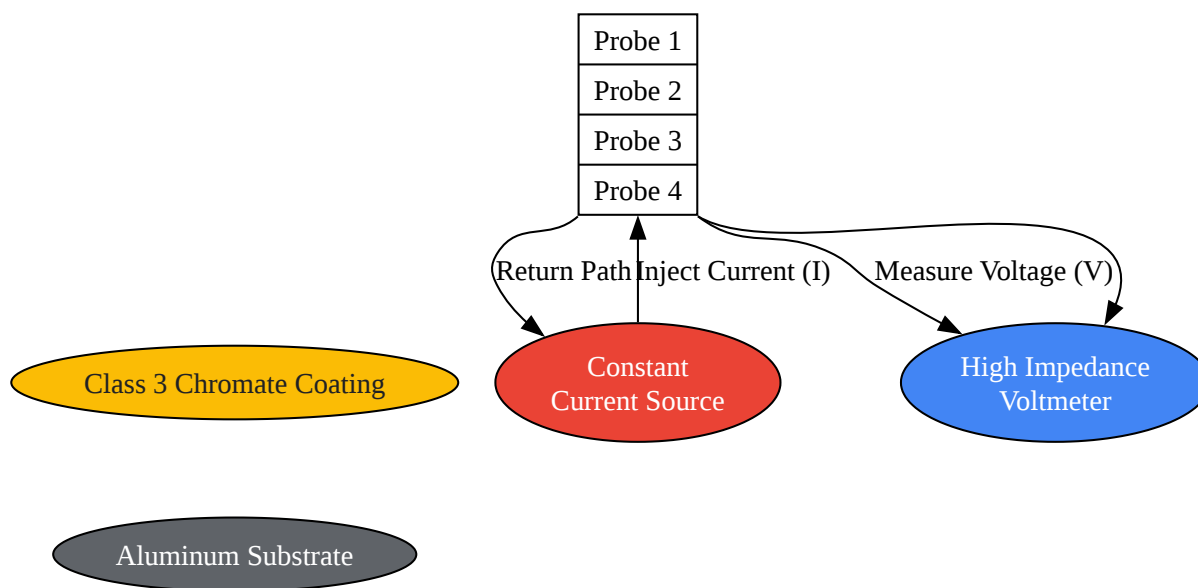 Probe 1
Probe 2
Probe 3
Probe 4
Return Path
Inject Current (I)
Measure Voltage (V)
Class 3 Chromate Coating
Constant
Current Source
High Impedance
Voltmeter
Aluminum Substrate